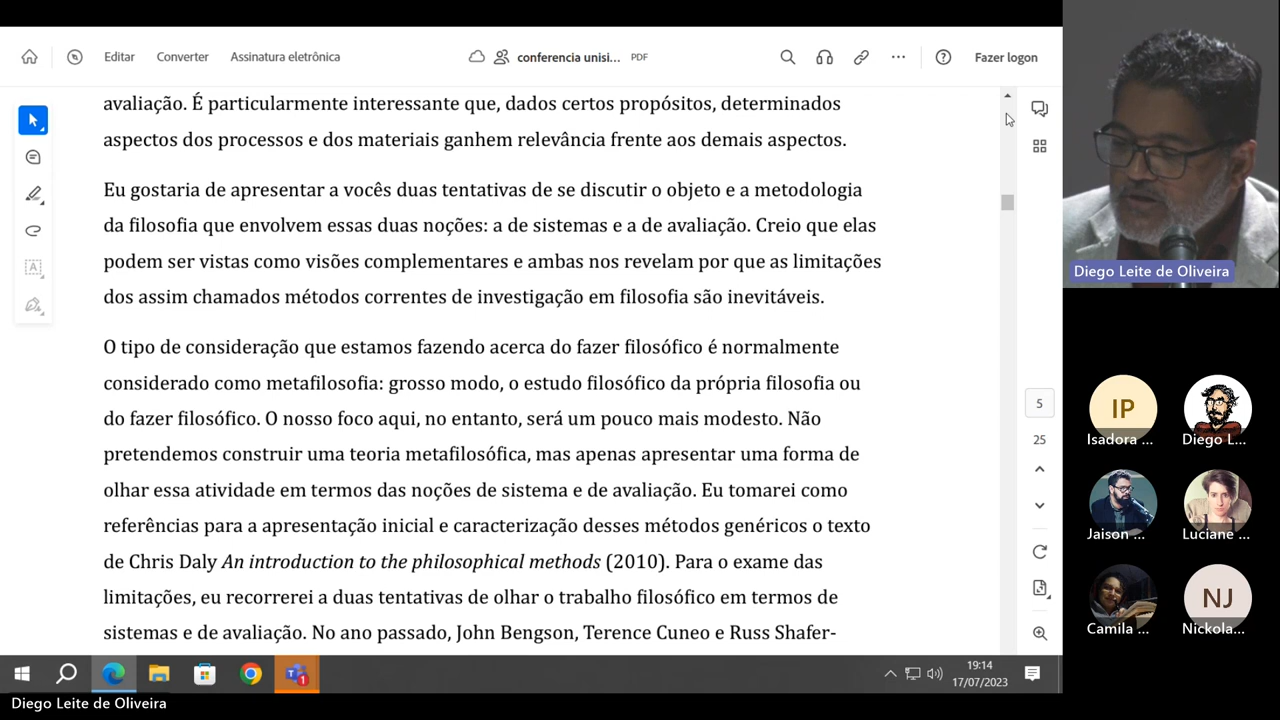 Editar Converter Assinatura eletrônica conferencia unisi... PDF Fazer logon
avaliação. É particularmente interessante que, dados certos propósitos, determinados
aspectos dos processos e dos materiais ganhem relevância frente aos demais aspectos.
Eu gostaria de apresentar a vocês duas tentativas de se discutir o objeto e a metodologia
da filosofia que envolvem essas duas noções: a de sistemas e a de avaliação. Creio que elas
podem ser vistas como visões complementares e ambas nos revelam por que as limitações
dos assim chamados métodos correntes de investigação em filosofia são inevitáveis.
O tipo de consideração que estamos fazendo acerca do fazer filosófico é normalmente
considerado como metafilosofia: grosso modo, o estudo filosófico da própria filosofia ou
do fazer filosófico. O nosso foco aqui, no entanto, será um pouco mais modesto. Não
pretendemos construir uma teoria metafilosófica, mas apenas apresentar uma forma de
olhar essa atividade em termos das noções de sistema e de avaliação. Eu tomarei como
referências para a apresentação inicial e caracterização desses métodos genéricos o texto
de Chris Daly An introduction to the philosophical methods (2010). Para o exame das
limitações, eu recorrerei a duas tentativas de olhar o trabalho filosófico em termos de
sistemas e de avaliação. No ano passado, John Bengson, Terence Cuneo e Russ Shafer-
5
25
Diego Leite de Oliveira
IP
Isadora ... Diego L...
Jaison ... Luciane ...
NJ
Camila ... Nickola...
1
19:14
17/07/2023
Diego Leite de Oliveira